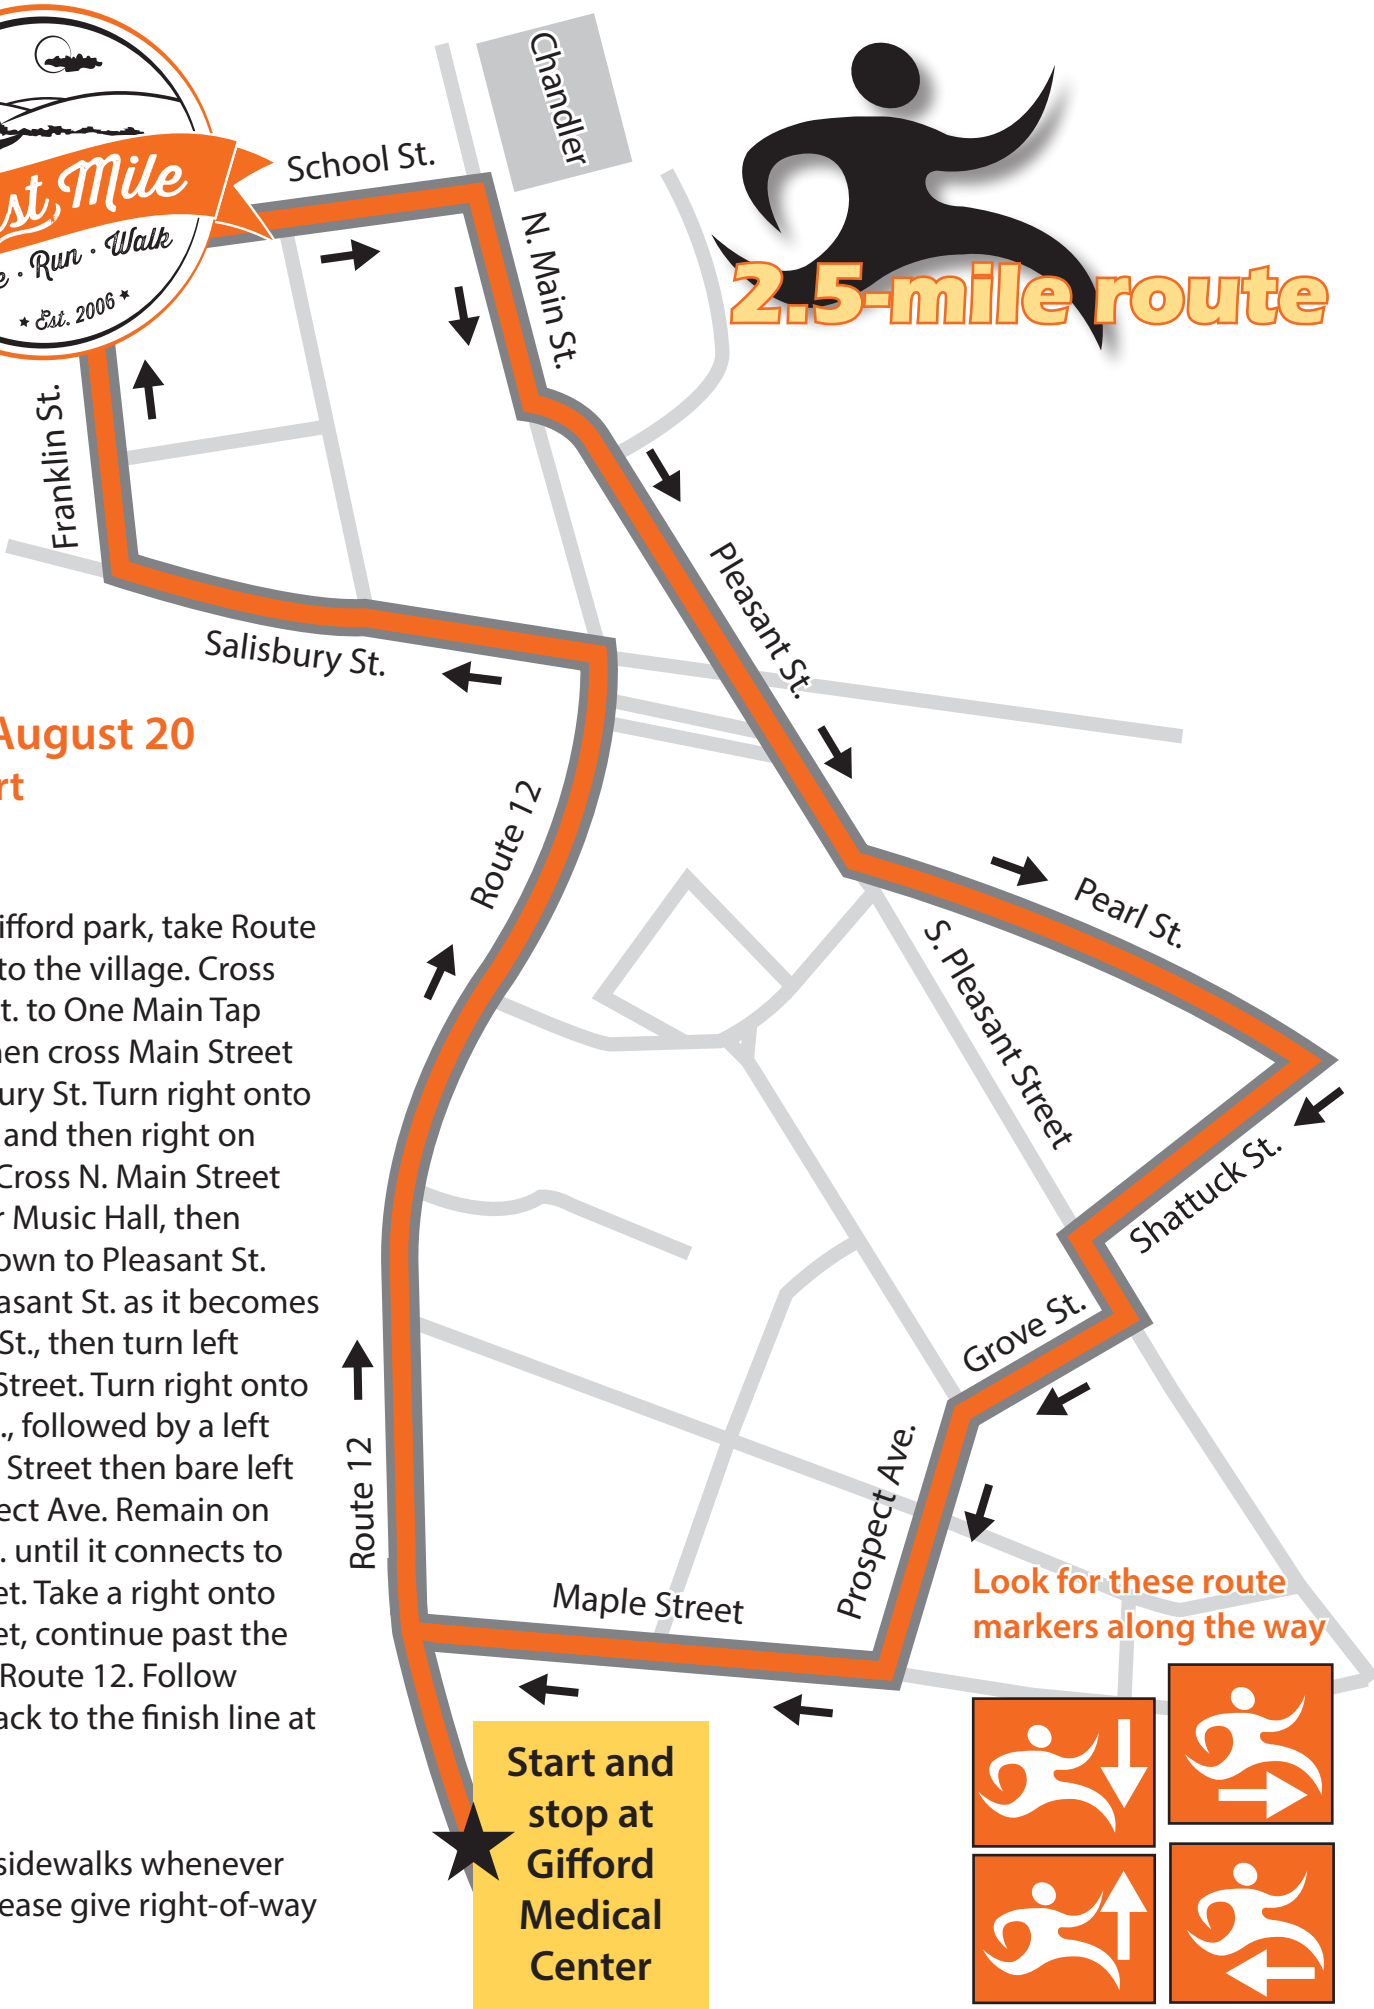 Chandler
School St.
Mile
Run · Walk
★ Est. 2006 ★
N. Main St.
2.5-mile route
Franklin St.
Pleasant St.
Salisbury St.
August 20
Route 12
Pearl St.
ifford park, take Route
to the village. Cross
t. to One Main Tap
hen cross Main Street
ury St. Turn right onto
and then right on
Cross N. Main Street
r Music Hall, then
own to Pleasant St.
asant St. as it becomes
St., then turn left
Street. Turn right onto
., followed by a left
Street then bare left
ect Ave. Remain on
. until it connects to
et. Take a right onto
et, continue past the
Route 12. Follow
ack to the finish line at
sidewalks whenever
ease give right-of-way
S. Pleasant Street
Shattuck St.
Grove St.
Prospect Ave.
Route 12
Maple Street
Look for these route
markers along the way
Start and
stop at
Gifford
Medical
Center